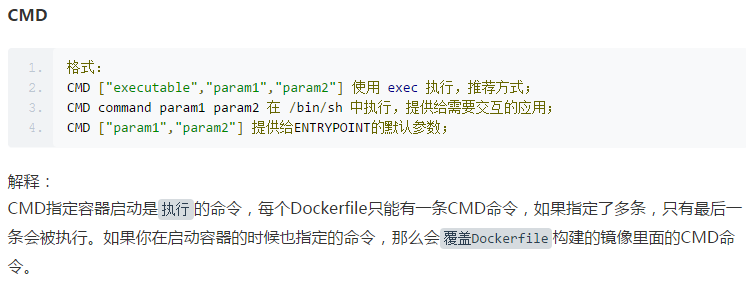 CMD
1. 格式：
2. CMD ["executable","param1","param2"] 使用 exec 执行，推荐方式；
3. CMD command param1 param2 在 /bin/sh 中执行，提供给需要交互的应用；
4. CMD ["param1","param2"] 提供给ENTRYPOINT的默认参数；
解释：
CMD指定容器启动是执行的命令，每个Dockerfile只能有一条CMD命令，如果指定了多条，只有最后一
条会被执行。如果你在启动容器的时候也指定的命令，那么会覆盖Dockerfile构建的镜像里面的CMD命
令。